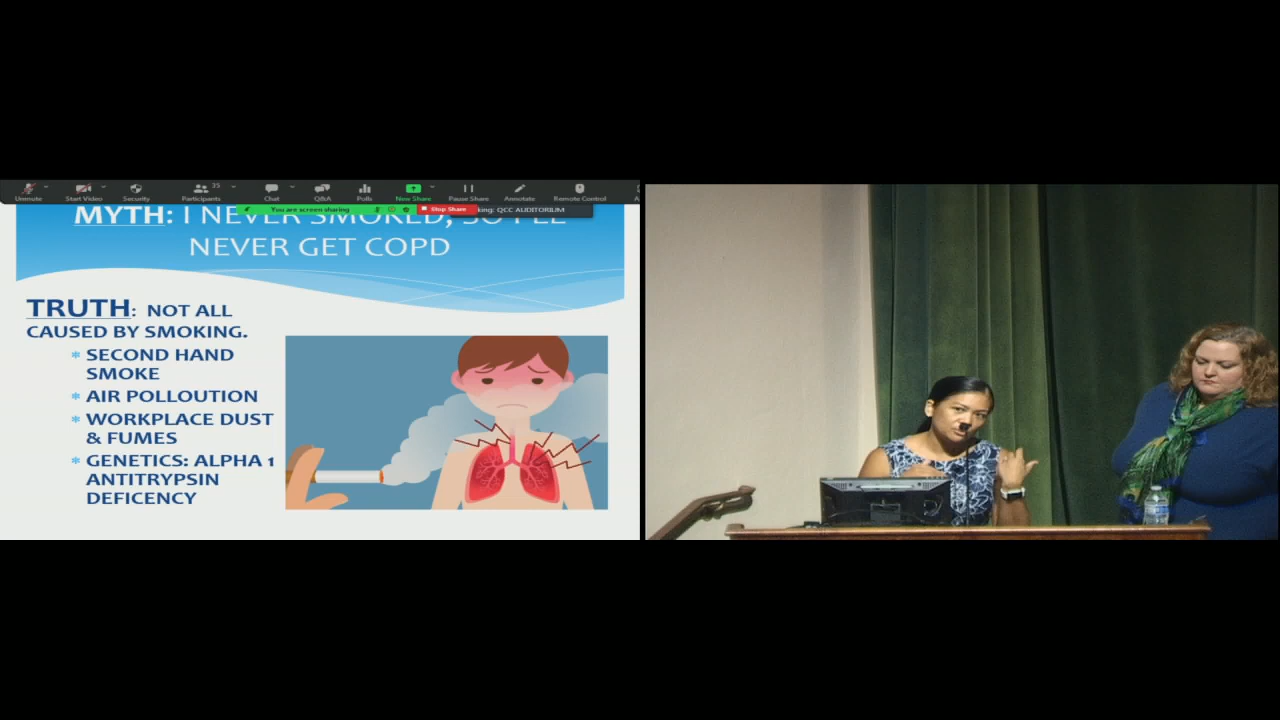 35
Unmute Start Video Security Participants Chat Q&A Polls New Share Pause Share Annotate Remote Control
You are screen sharing Stop Share king: QCC AUDITORIUM
MYTH: I NEVER SMOKED, SO I'LL
NEVER GET COPD
TRUTH: NOT ALL
CAUSED BY SMOKING.
* SECOND HAND
SMOKE
* AIR POLLOUTION
* WORKPLACE DUST
& FUMES
* GENETICS: ALPHA 1
ANTITRYPSIN
DEFICENCY